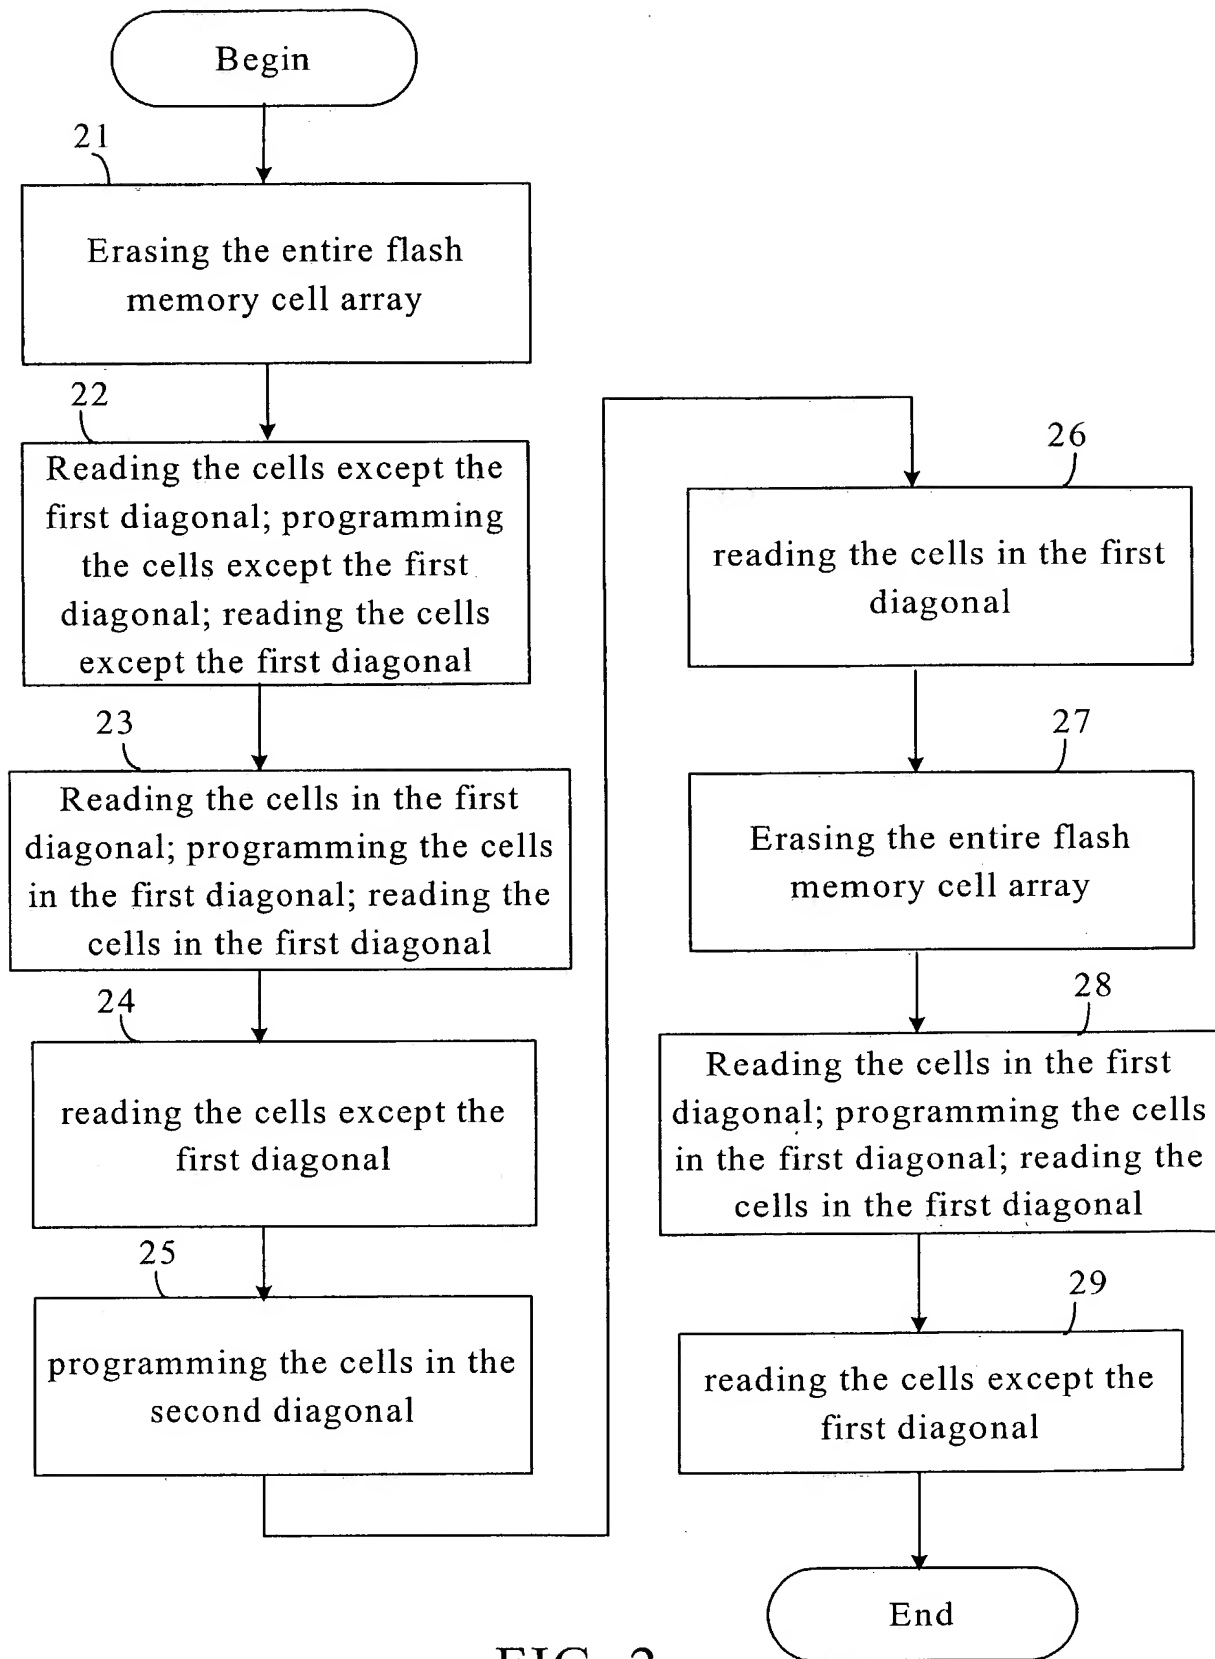 Begin
21
Erasing the entire flash
memory cell array
22
Reading the cells except the
first diagonal; programming
the cells except the first
diagonal; reading the cells
except the first diagonal
23
Reading the cells in the first
diagonal; programming the cells
in the first diagonal; reading the
cells in the first diagonal
24
reading the cells except the
first diagonal
25
programming the cells in the
second diagonal
26
reading the cells in the first
diagonal
27
Erasing the entire flash
memory cell array
28
Reading the cells in the first
diagonal; programming the cells
in the first diagonal; reading the
cells in the first diagonal
29
reading the cells except the
first diagonal
End
FIG. 2